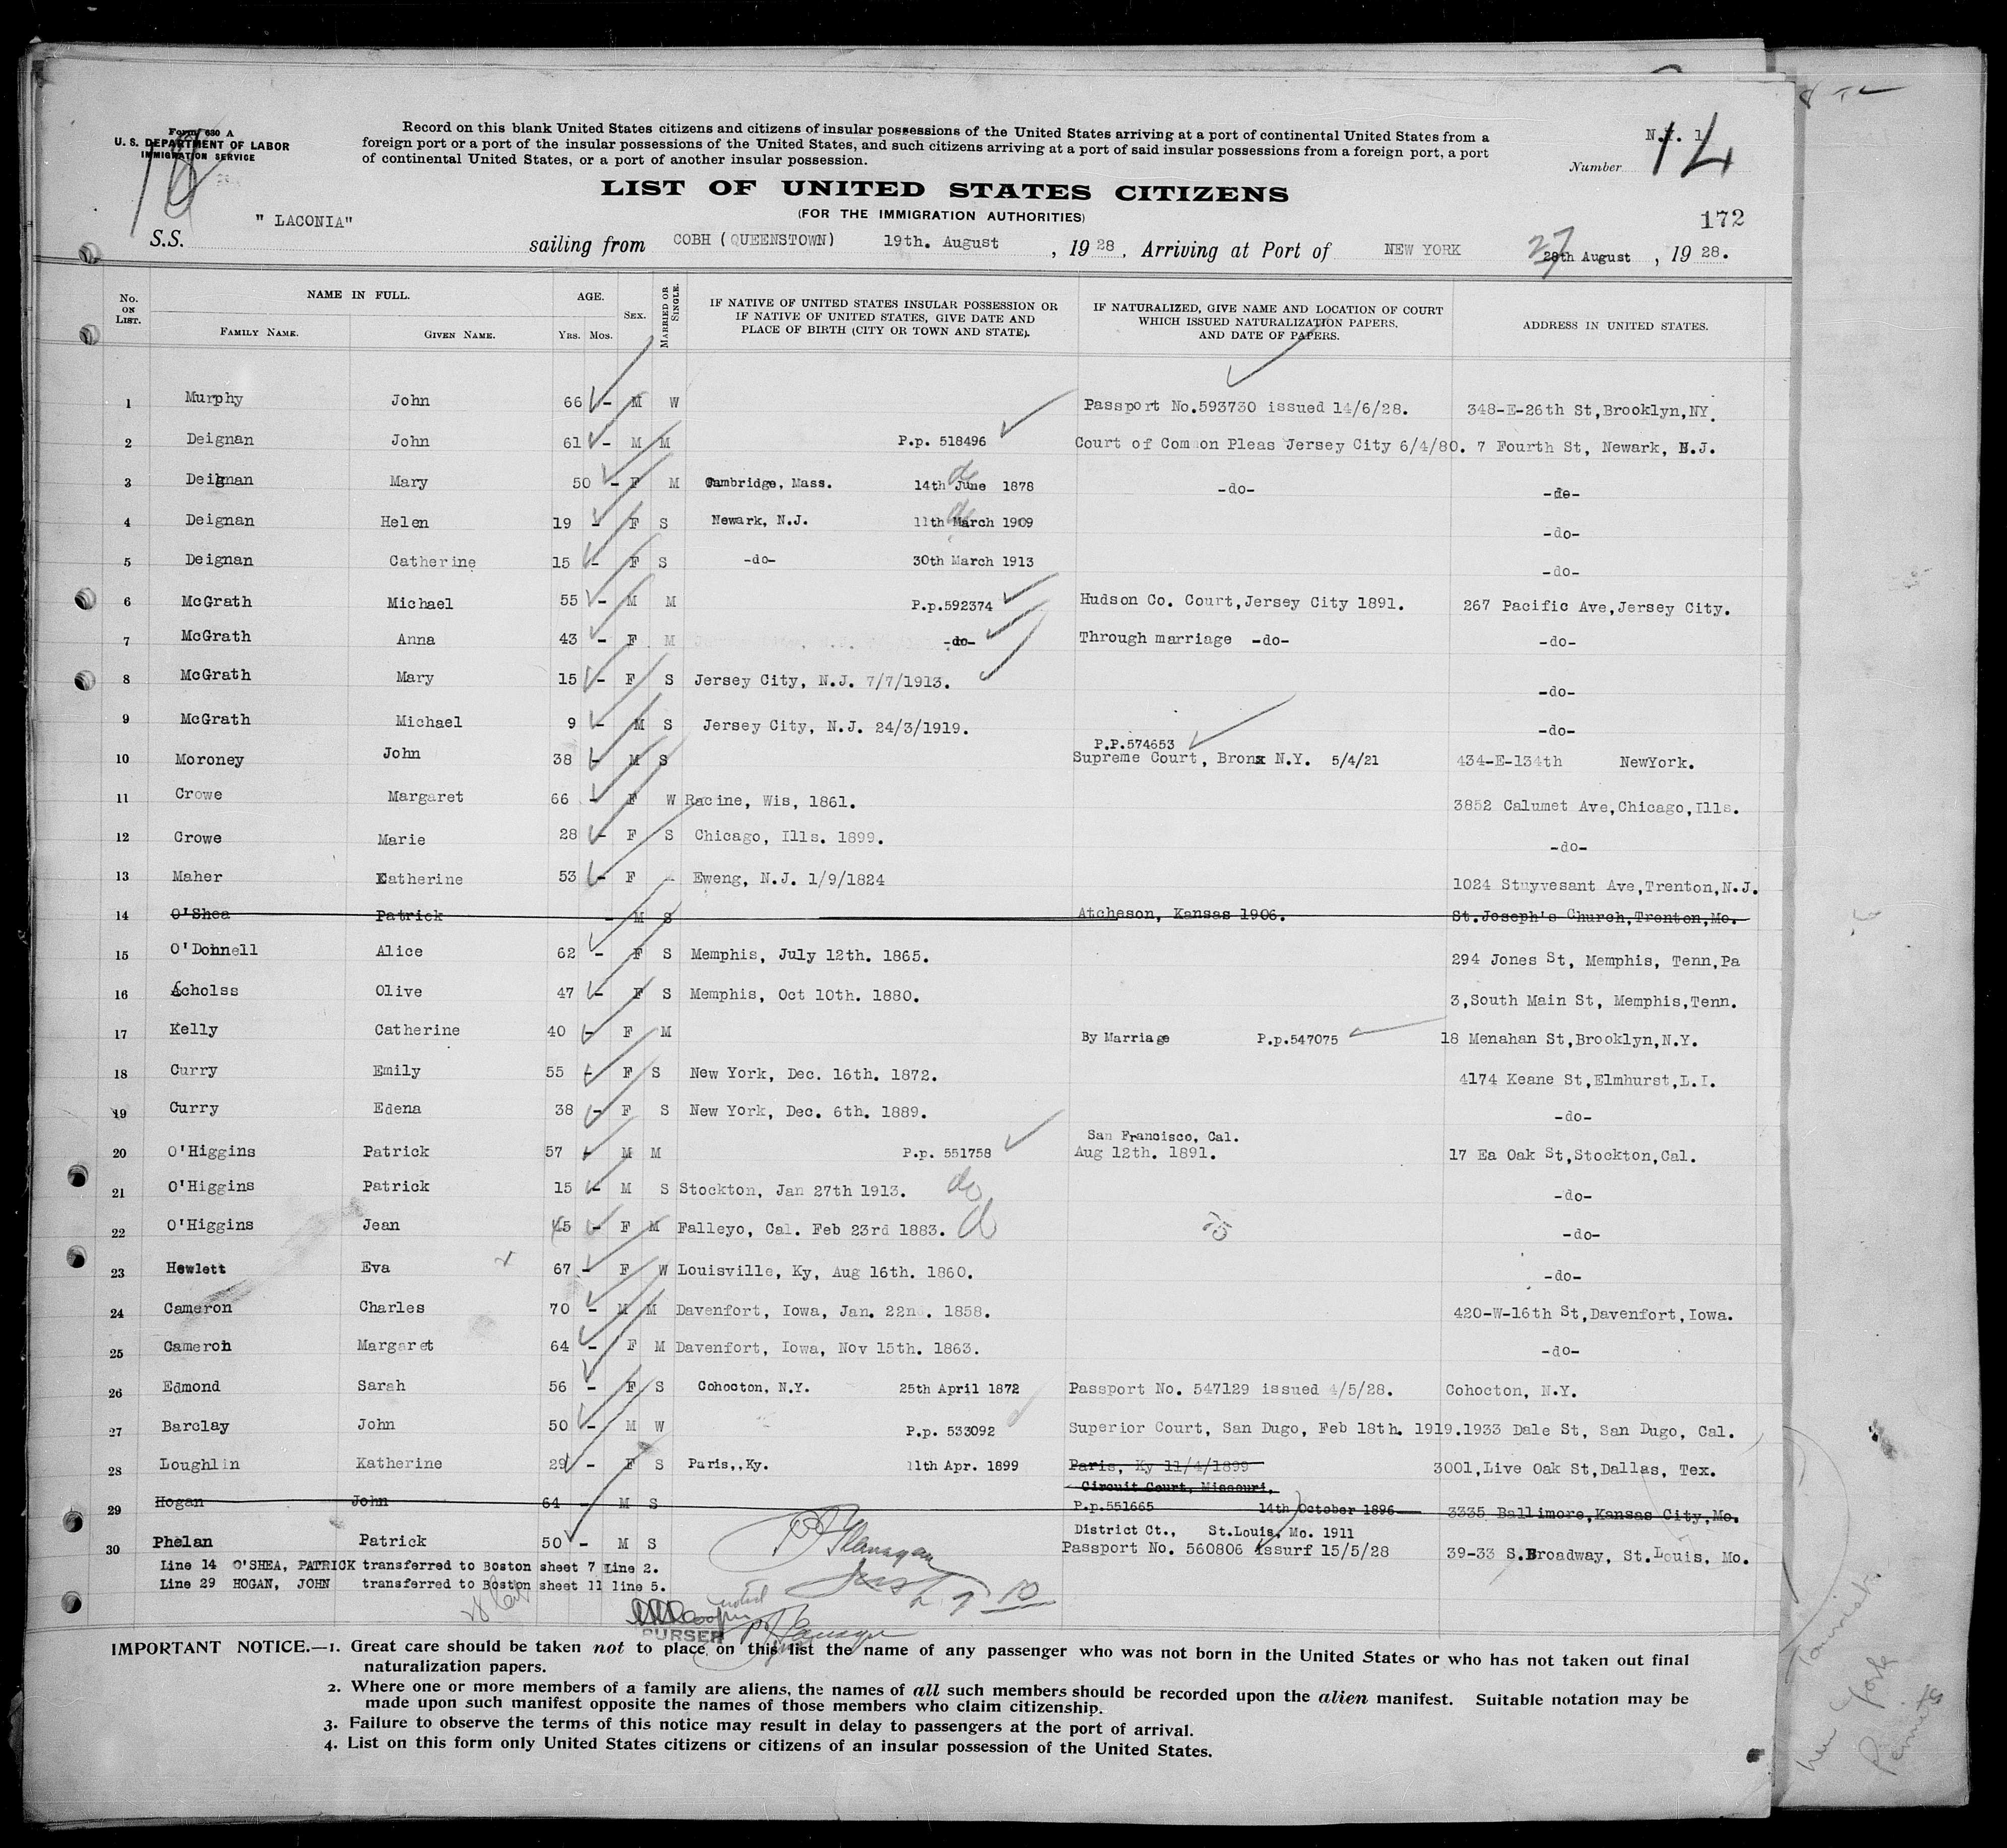 Form 630 A
U. S. DEPARTMENT OF LABOR
IMMIGRATION SERVICE
Record on this blank United States citizens and citizens of insular possessions of the United States arriving at a port of continental United States from a
foreign port or a port of the insular possessions of the United States, and such citizens arriving at a port of said insular possessions from a foreign port, a port
of continental United States, or a port of another insular possession.
Number 14
LIST OF UNITED STATES CITIZENS
(FOR THE IMMIGRATION AUTHORITIES)
172
S.S. " LACONIA" sailing from COBH (QUEENSTOWN) 19th. August , 19 28 , Arriving at Port of NEW YORK 27 28th August , 19 28.
No. ON LIST. NAME IN FULL. FAMILY NAME. GIVEN NAME. AGE. YRS. MOS. SEX. MARRIED OR SINGLE. IF NATIVE OF UNITED STATES INSULAR POSSESSION OR IF NATIVE OF UNITED STATES, GIVE DATE AND PLACE OF BIRTH (CITY OR TOWN AND STATE). IF NATURALIZED, GIVE NAME AND LOCATION OF COURT WHICH ISSUED NATURALIZATION PAPERS, AND DATE OF PAPERS. ADDRESS IN UNITED STATES.
1 Murphy John 66 - M W Passport No.593730 issued 14/6/28. 348-E-26th St,Brooklyn,NY.
2 Deignan John 61 - M M P.p. 518496 Court of Common Pleas Jersey City 6/4/80. 7 Fourth St, Newark, N.J.
3 Deignan Mary 50 - F M Cambridge, Mass. 14th June 1878 do -do- -do-
4 Deignan Helen 19 - F S Newark, N.J. 11th March 1909 do -do-
5 Deignan Catherine 15 - F S -do- 30th March 1913 -do-
6 McGrath Michael 55 - M M P.p.592374 Hudson Co. Court,Jersey City 1891. 267 Pacific Ave,Jersey City.
7 McGrath Anna 43 - F M -do- Through marriage -do- -do-
8 McGrath Mary 15 - F S Jersey City, N.J. 7/7/1913. -do-
9 McGrath Michael 9 - M S Jersey City, N.J. 24/3/1919. -do-
P.P.574653
10 Moroney John 38 - M S Supreme Court, Bronx N.Y. 5/4/21 434-E-134th NewYork.
11 Crowe Margaret 66 - F W Racine, Wis, 1861. 3852 Calumet Ave,Chicago,Ills.
12 Crowe Marie 28 - F S Chicago, Ills. 1899. -do-
13 Maher Katherine 53 - F - Eweng, N.J. 1/9/1824 1024 Stuyvesant Ave,Trenton,N.J.
14 O'Shea Patrick - M S Atcheson, Kansas 1906. St.Joseph's Church,Trenton,Mo.
15 O'Donnell Alice 62 - F S Memphis, July 12th. 1865. 294 Jones St, Memphis, Tenn,Pa
16 Acholss Olive 47 - F S Memphis, Oct 10th. 1880. 3,South Main St, Memphis,Tenn.
17 Kelly Catherine 40 - F M By Marriage P.p.547075 18 Menahan St,Brooklyn,N.Y.
18 Curry Emily 55 - F S New York, Dec. 16th. 1872. 4174 Keane St,Elmhurst,L.I.
19 Curry Edena 38 - F S New York, Dec. 6th. 1889. -do-
San Francisco, Cal.
20 O'Higgins Patrick 57 - M M P.p. 551758 Aug 12th. 1891. 17 Ea Oak St,Stockton,Cal.
21 O'Higgins Patrick 15 - M S Stockton, Jan 27th 1913. do -do-
22 O'Higgins Jean 45 - F M Falleyo, Cal. Feb 23rd 1883. -do-
23 Hewlett Eva 67 - F W Louisville, Ky, Aug 16th. 1860. -do-
24 Cameron Charles 70 - M M Davenfort, Iowa, Jan. 22nd. 1858. 420-W-16th St,Davenfort,Iowa.
25 Cameron Margaret 64 - F M Davenfort, Iowa, Nov 15th. 1863. -do-
26 Edmond Sarah 56 - F S Cohocton, N.Y. 25th April 1872 Passport No. 547129 issued 4/5/28. Cohocton, N.Y.
27 Barclay John 50 - M W P.p. 533092 Superior Court, San Dugo, Feb 18th. 1919. 1933 Dale St, San Dugo, Cal.
28 Loughlin Katherine 29 - F S Paris,,Ky. 11th Apr. 1899 Paris, Ky 11/4/1899 3001,Live Oak St,Dallas, Tex.
Circuit Court, Missouri,
29 Hogan John 64 - M S P.p.551665 14th October 1896 3335 Ballimore,Kansas City,Mo.
District Ct., St.Louis, Mo. 1911
30 Phelan Patrick 50 - M S Passport No. 560806 issurf 15/5/28 39-33 S.Broadway, St.Louis, Mo.
Line 14 O'SHEA, PATRICK transferred to Boston sheet 7 Line 2.
Line 29 HOGAN, JOHN transferred to Boston sheet 11 line 5.
PURSER
IMPORTANT NOTICE.—1. Great care should be taken not to place on this list the name of any passenger who was not born in the United States or who has not taken out final
naturalization papers.
2. Where one or more members of a family are aliens, the names of all such members should be recorded upon the alien manifest. Suitable notation may be
made upon such manifest opposite the names of those members who claim citizenship.
3. Failure to observe the terms of this notice may result in delay to passengers at the port of arrival.
4. List on this form only United States citizens or citizens of an insular possession of the United States.
Tourist
New York
Permits